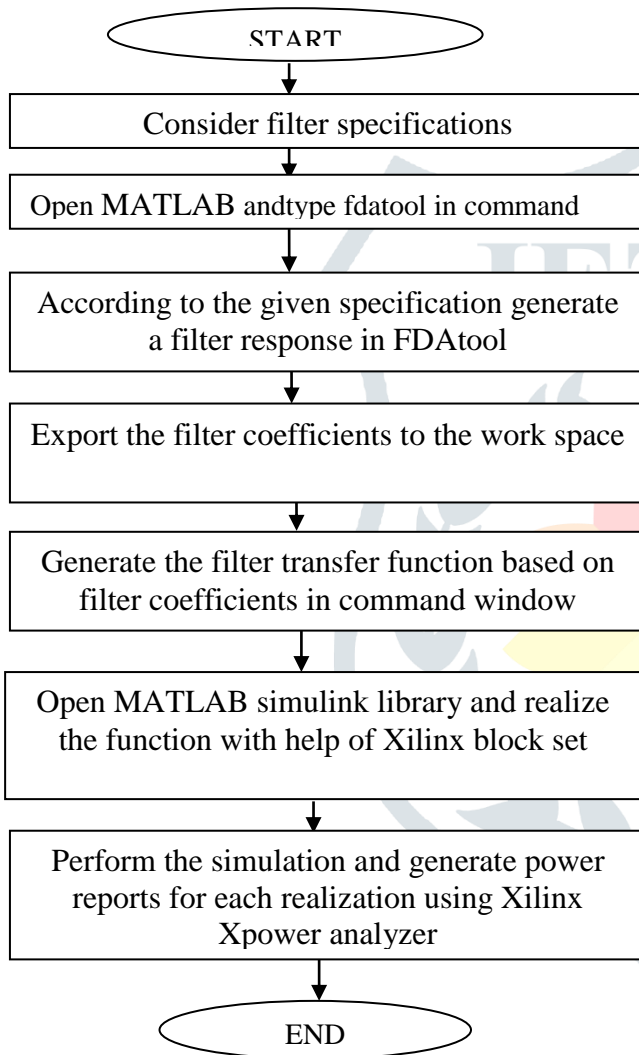 START
Consider filter specifications
Open MATLAB andtype fdatool in command
According to the given specification generate
a filter response in FDAtool
Export the filter coefficients to the work space
Generate the filter transfer function based on
filter coefficients in command window
Open MATLAB simulink library and realize
the function with help of Xilinx block set
Perform the simulation and generate power
reports for each realization using Xilinx
Xpower analyzer
END